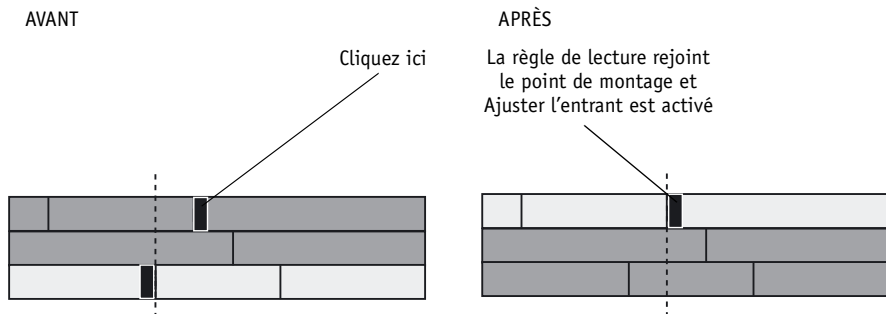 AVANT
Cliquez ici
APRÈS
La règle de lecture rejoint
le point de montage et
Ajuster l’entrant est activé